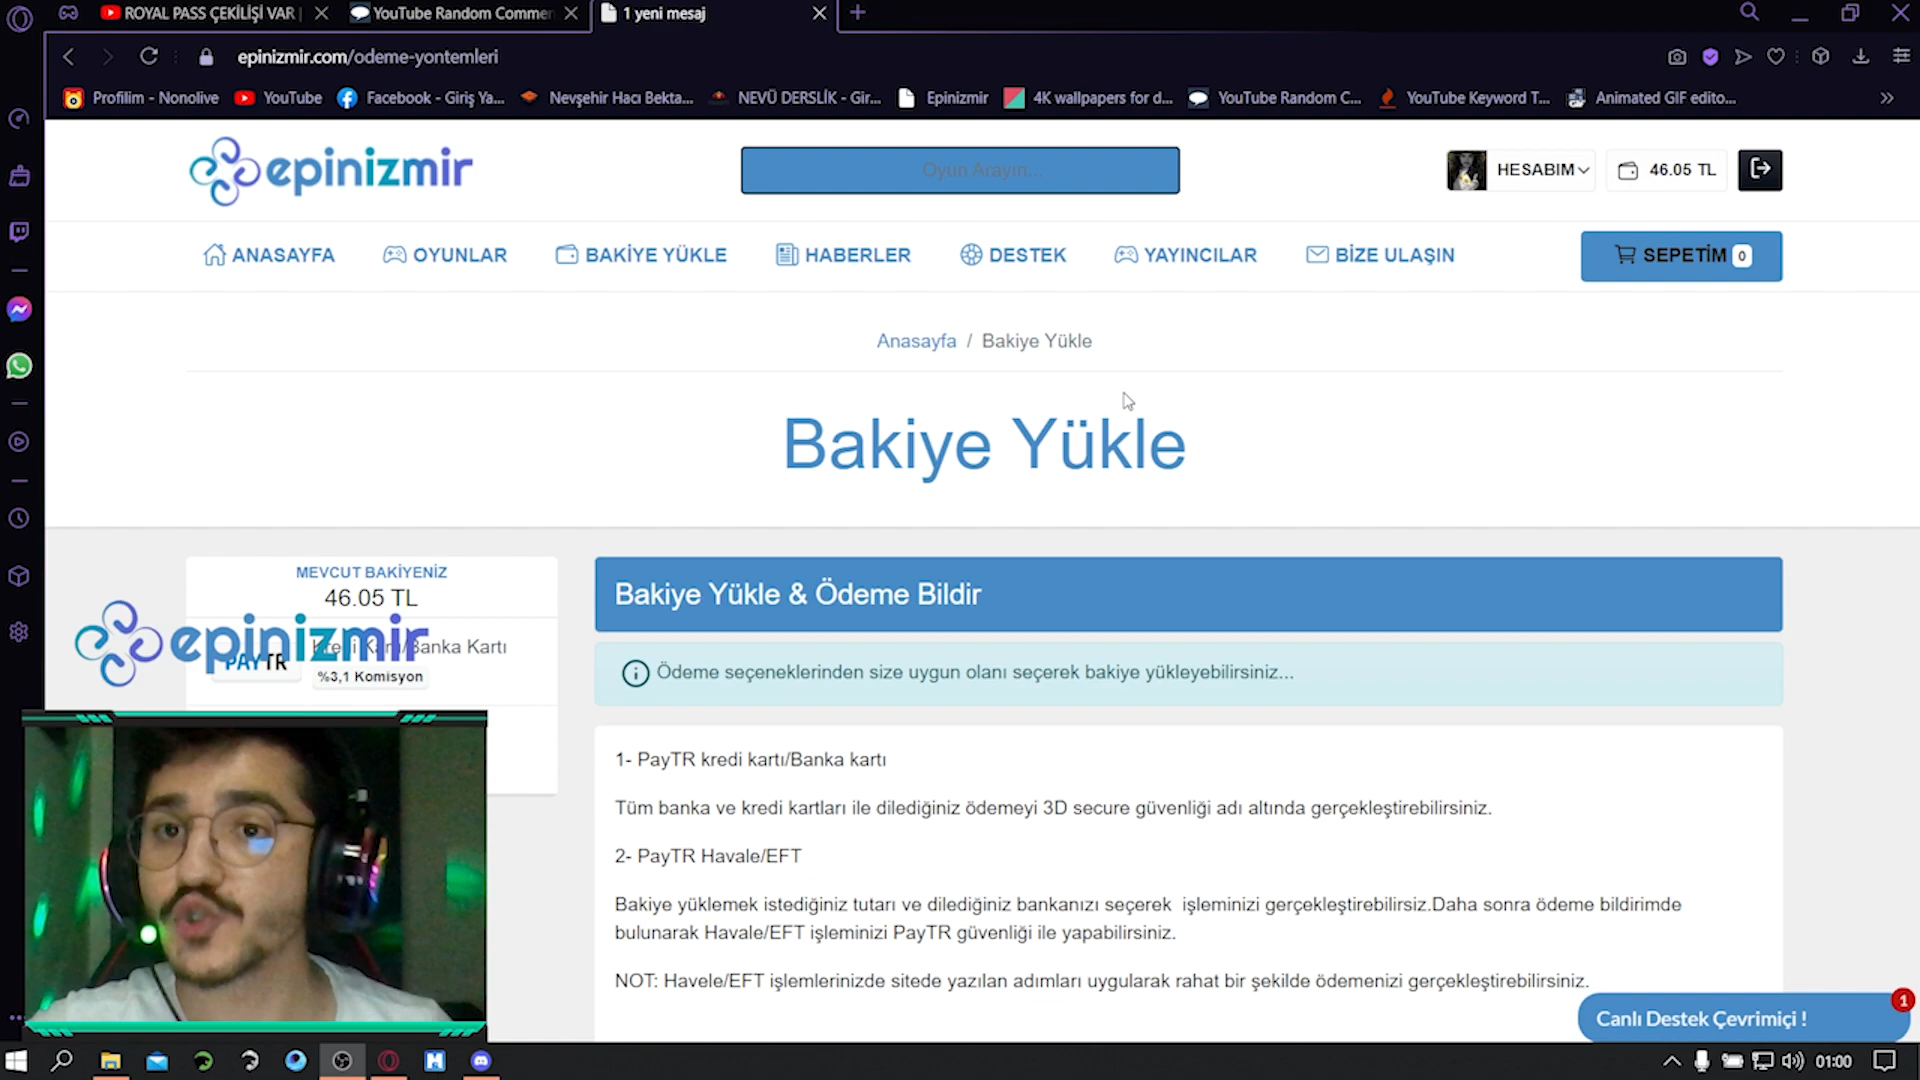 ROYAL PASS ÇEKİLİŞİ VAR |
YouTube Random Commen
1 yeni mesaj
epinizmir.com/odeme-yontemleri
Profilim - Nonolive
YouTube
Facebook - Giriş Ya...
Nevşehir Hacı Bekta...
NEVÜ DERSLİK - Gir...
Epinizmir
4K wallpapers for d...
YouTube Random C...
YouTube Keyword T...
Animated GIF edito...
epinizmir
Oyun Arayın...
HESABIM
46.05 TL
ANASAYFA
OYUNLAR
BAKİYE YÜKLE
HABERLER
DESTEK
YAYINCILAR
BİZE ULAŞIN
SEPETİM 0
Anasayfa / Bakiye Yükle
Bakiye Yükle
MEVCUT BAKİYENİZ
46.05 TL
epinizmir
PAYTR
Kredi Kartı/Banka Kartı
%3,1 Komisyon
Bakiye Yükle & Ödeme Bildir
Ödeme seçeneklerinden size uygun olanı seçerek bakiye yükleyebilirsiniz...
1- PayTR kredi kartı/Banka kartı
Tüm banka ve kredi kartları ile dilediğiniz ödemeyi 3D secure güvenliği adı altında gerçekleştirebilirsiniz.
2- PayTR Havale/EFT
Bakiye yüklemek istediğiniz tutarı ve dilediğiniz bankanızı seçerek işleminizi gerçekleştirebilirsiz.Daha sonra ödeme bildirimde
bulunarak Havale/EFT işleminizi PayTR güvenliği ile yapabilirsiniz.
NOT: Havele/EFT işlemlerinizde sitede yazılan adımları uygularak rahat bir şekilde ödemenizi gerçekleştirebilirsiniz.
Canlı Destek Çevrimiçi !
1
01:00